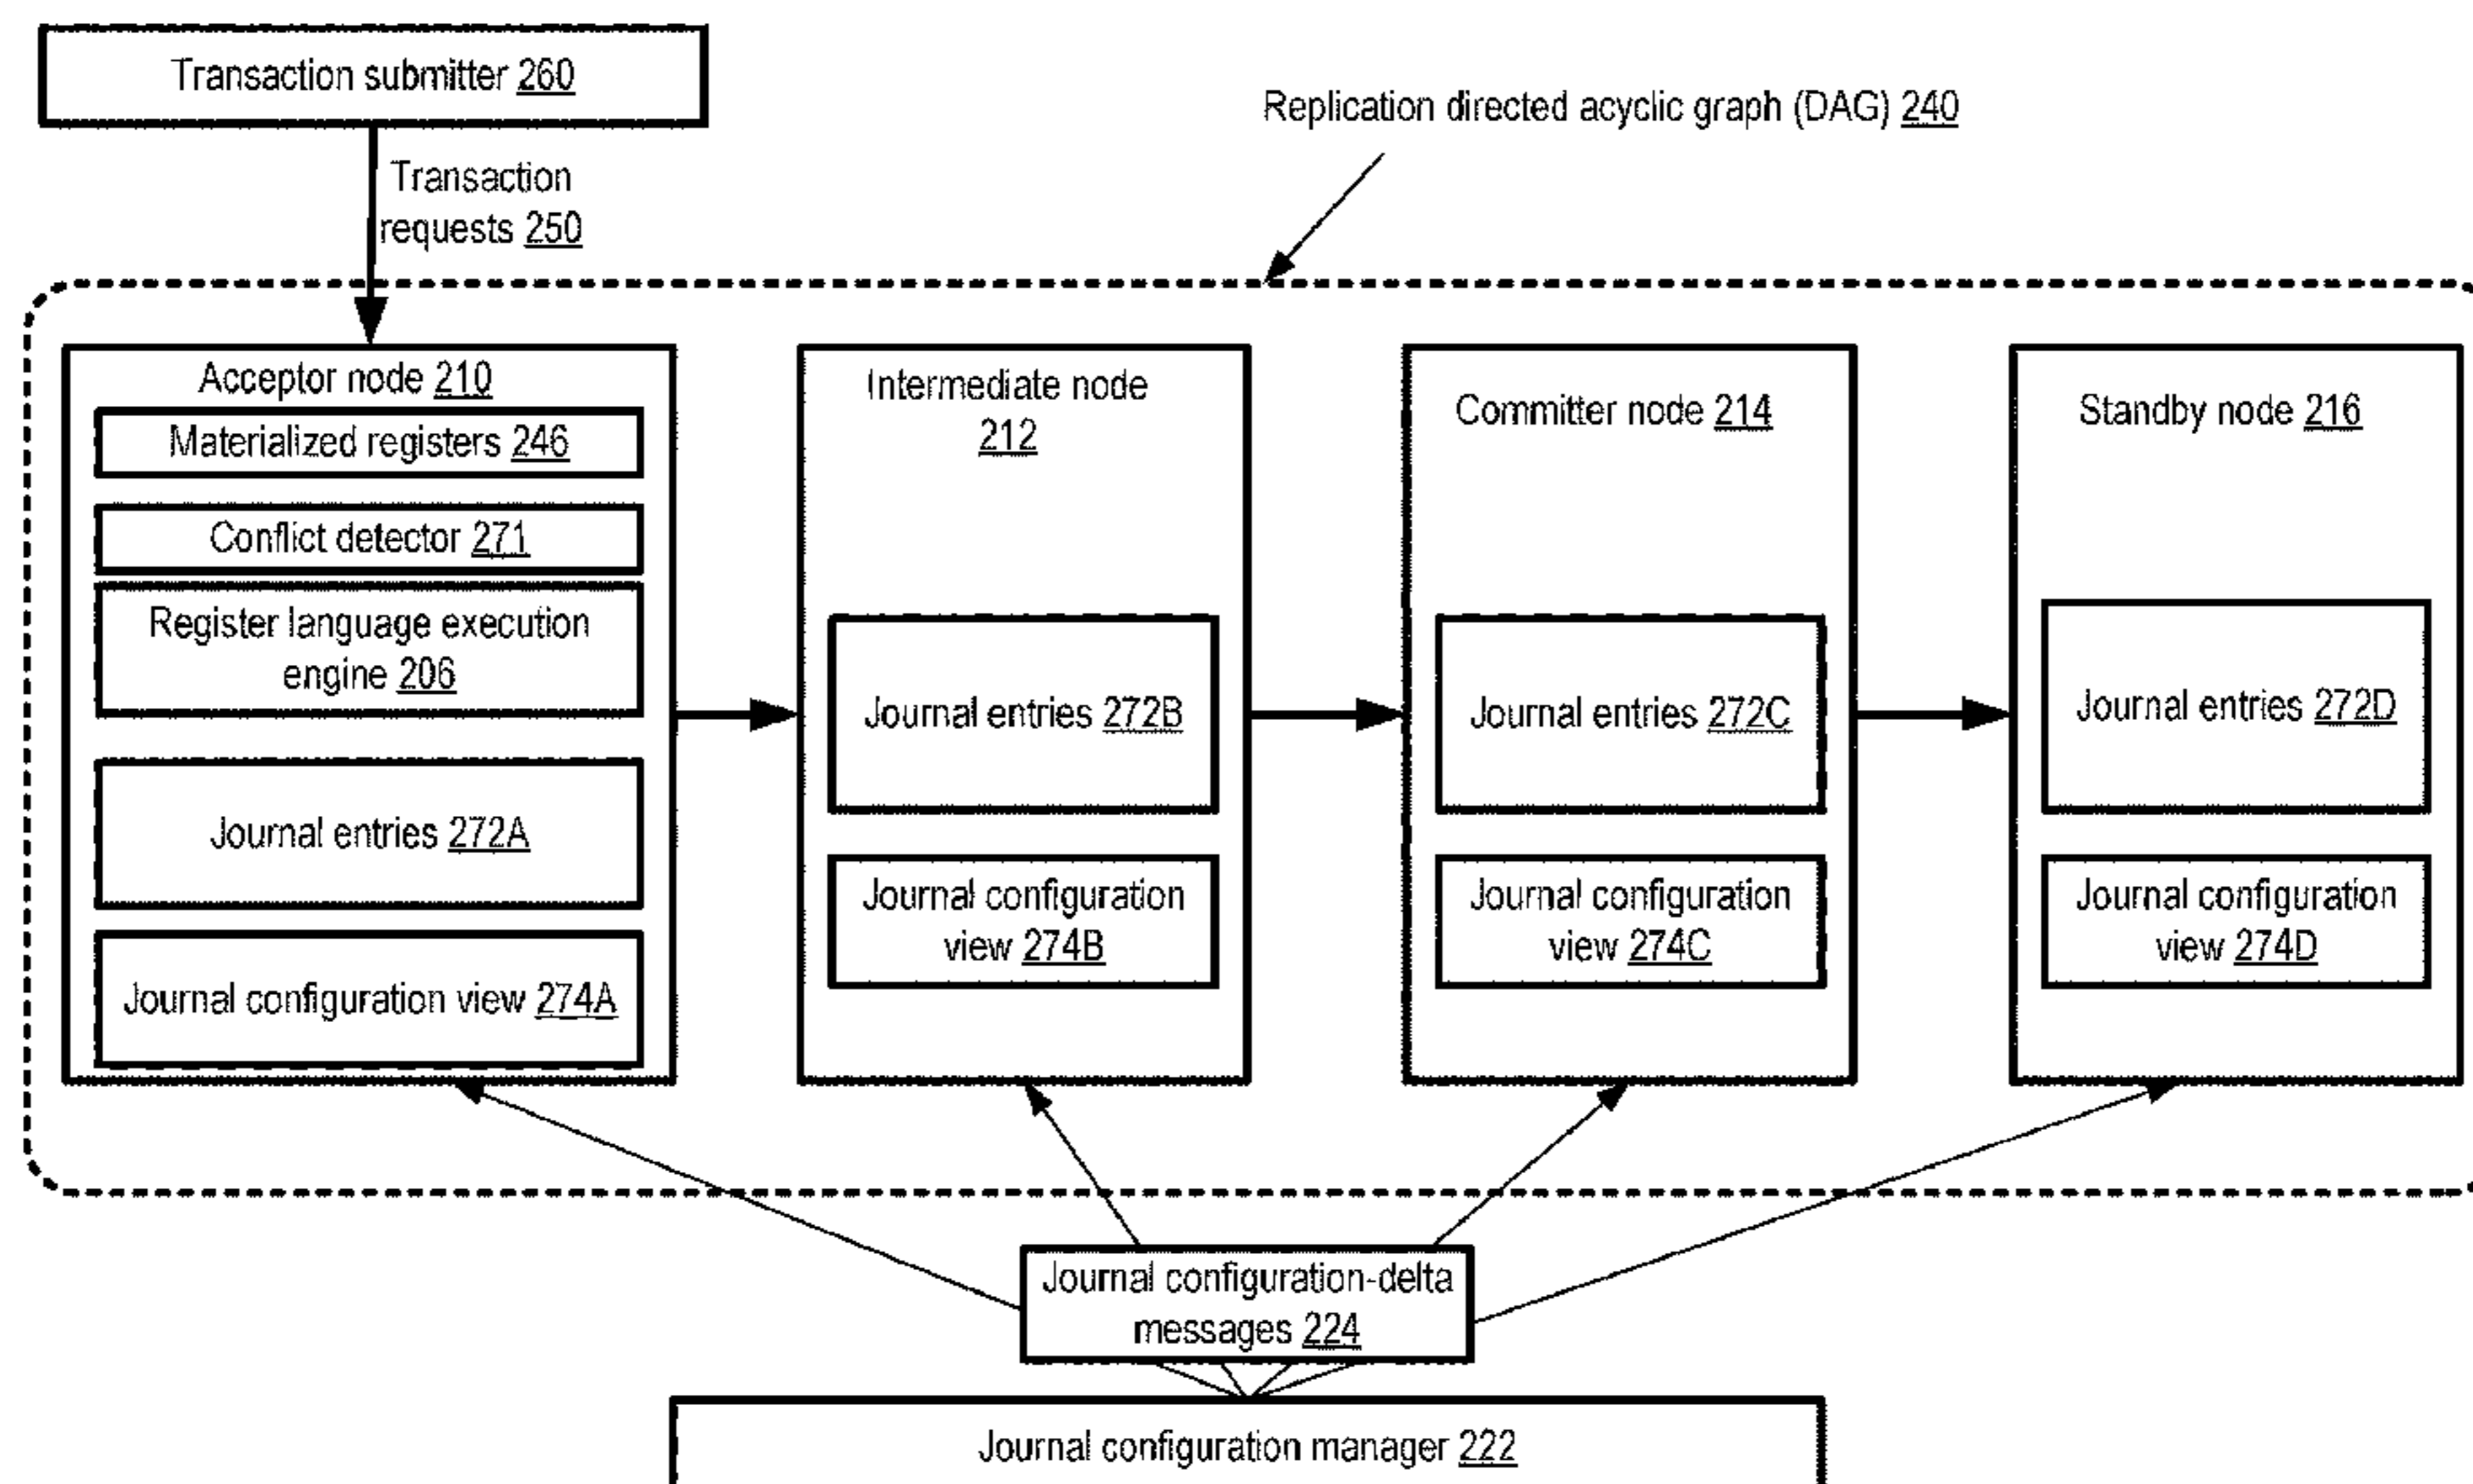 Transaction submitter 260
Replication directed acyclic graph (DAG) 240
Transaction
requests 250
Acceptor node 210
Materialized registers 246
Conflict detector 271
Register language execution
engine 206
Journal entries 272A
Journal configuration view 274A
Intermediate node
212
Journal entries 272B
Journal configuration
view 274B
Committer node 214
Journal entries 272C
Journal configuration
view 274C
Standby node 216
Journal entries 272D
Journal configuration
view 274D
Journal configuration-delta
messages 224
Journal configuration manager 222